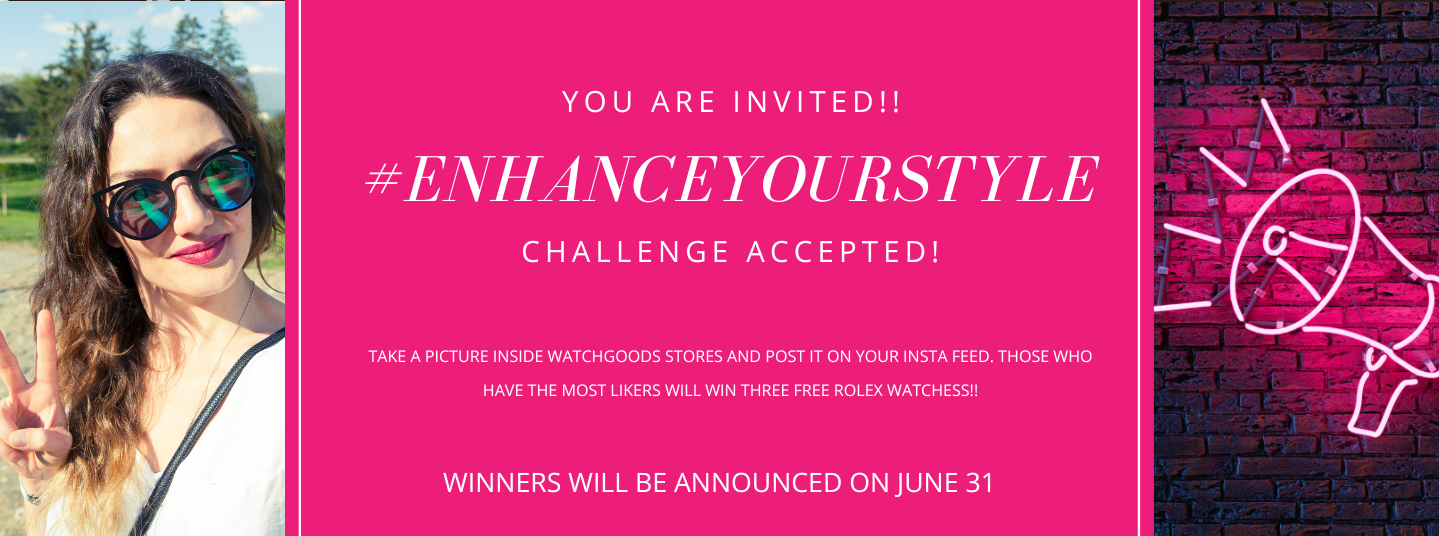 YOU ARE INVITED!!
#ENHANCEYOURSTYLE
CHALLENGE ACCEPTED!
TAKE A PICTURE INSIDE WATCHGOODS STORES AND POST IT ON YOUR INSTA FEED. THOSE WHO
HAVE THE MOST LIKERS WILL WIN THREE FREE ROLEX WATCHESS!!
WINNERS WILL BE ANNOUNCED ON JUNE 31